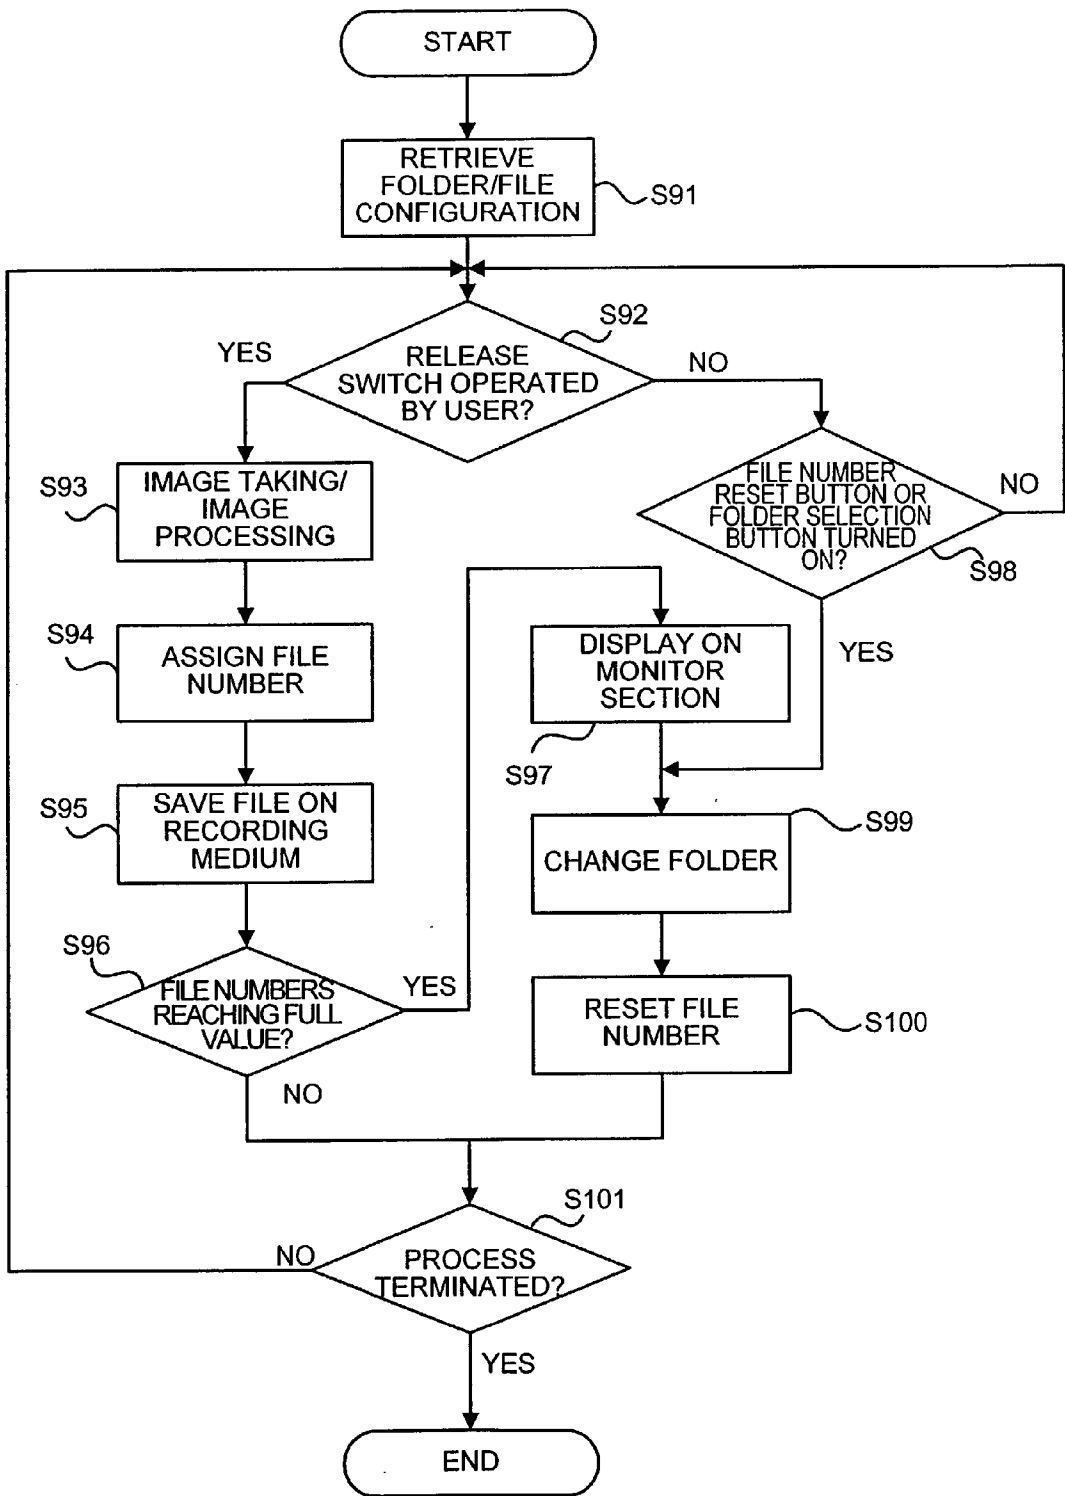 START
RETRIEVE
FOLDER/FILE
CONFIGURATION
S91
S92
YES
RELEASE
SWITCH OPERATED
BY USER?
NO
S93
IMAGE TAKING/
IMAGE
PROCESSING
FILE NUMBER
RESET BUTTON OR
FOLDER SELECTION
BUTTON TURNED
ON?
NO
S98
S94
ASSIGN FILE
NUMBER
DISPLAY ON
MONITOR
SECTION
YES
S97
S95
SAVE FILE ON
RECORDING
MEDIUM
S99
CHANGE FOLDER
S96
FILE NUMBERS
REACHING FULL
VALUE?
YES
NO
RESET FILE
NUMBER
S100
S101
NO
PROCESS
TERMINATED?
YES
END